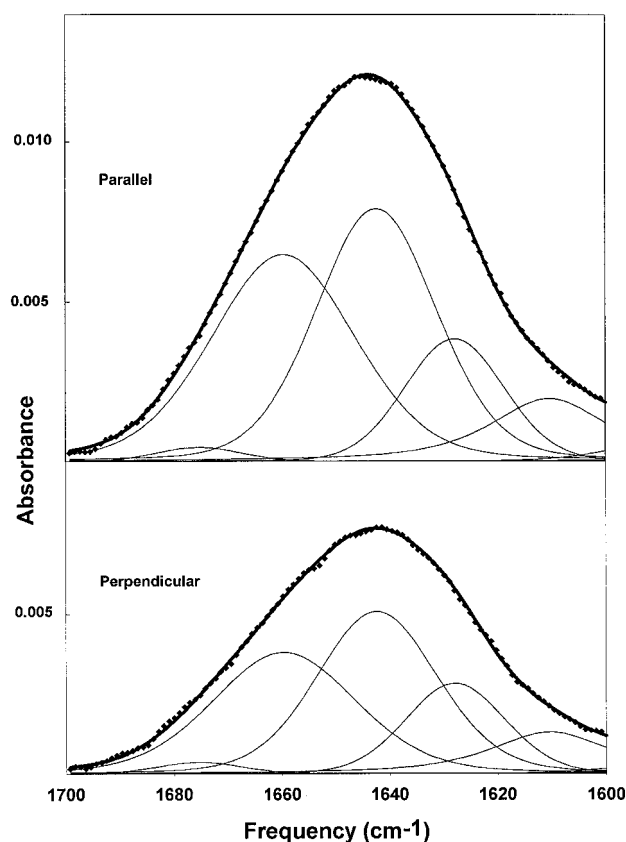 0.010
Parallel
0.005
Absorbance
Perpendicular
0.005
1700 1680 1660 1640 1620 1600
Frequency (cm-1)